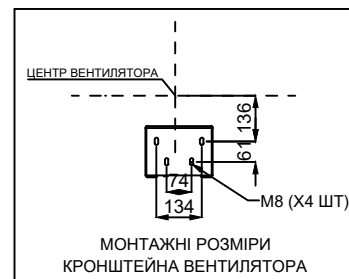 ЦЕНТР ВЕНТИЛЯТОРА
136
61
74
134
M8 (X4 ШТ)
МОНТАЖНІ РОЗМІРИ
КРОНШТЕЙНА ВЕНТИЛЯТОРА